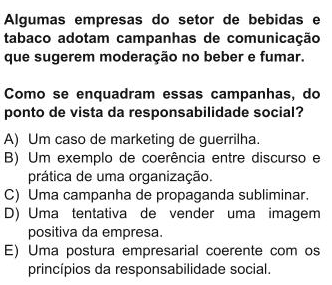 Algumas empresas do setor de bebidas e
tabaco adotam campanhas de comunicação
que sugerem moderação no beber e fumar.
Como se enquadram essas campanhas, do
ponto de vista da responsabilidade social?
A) Um caso de marketing de guerrilha.
B) Um exemplo de coerência entre discurso e
prática de uma organização.
C) Uma campanha de propaganda subliminar.
D) Uma tentativa de vender uma imagem
positiva da empresa.
E) Uma postura empresarial coerente com os
princípios da responsabilidade social.